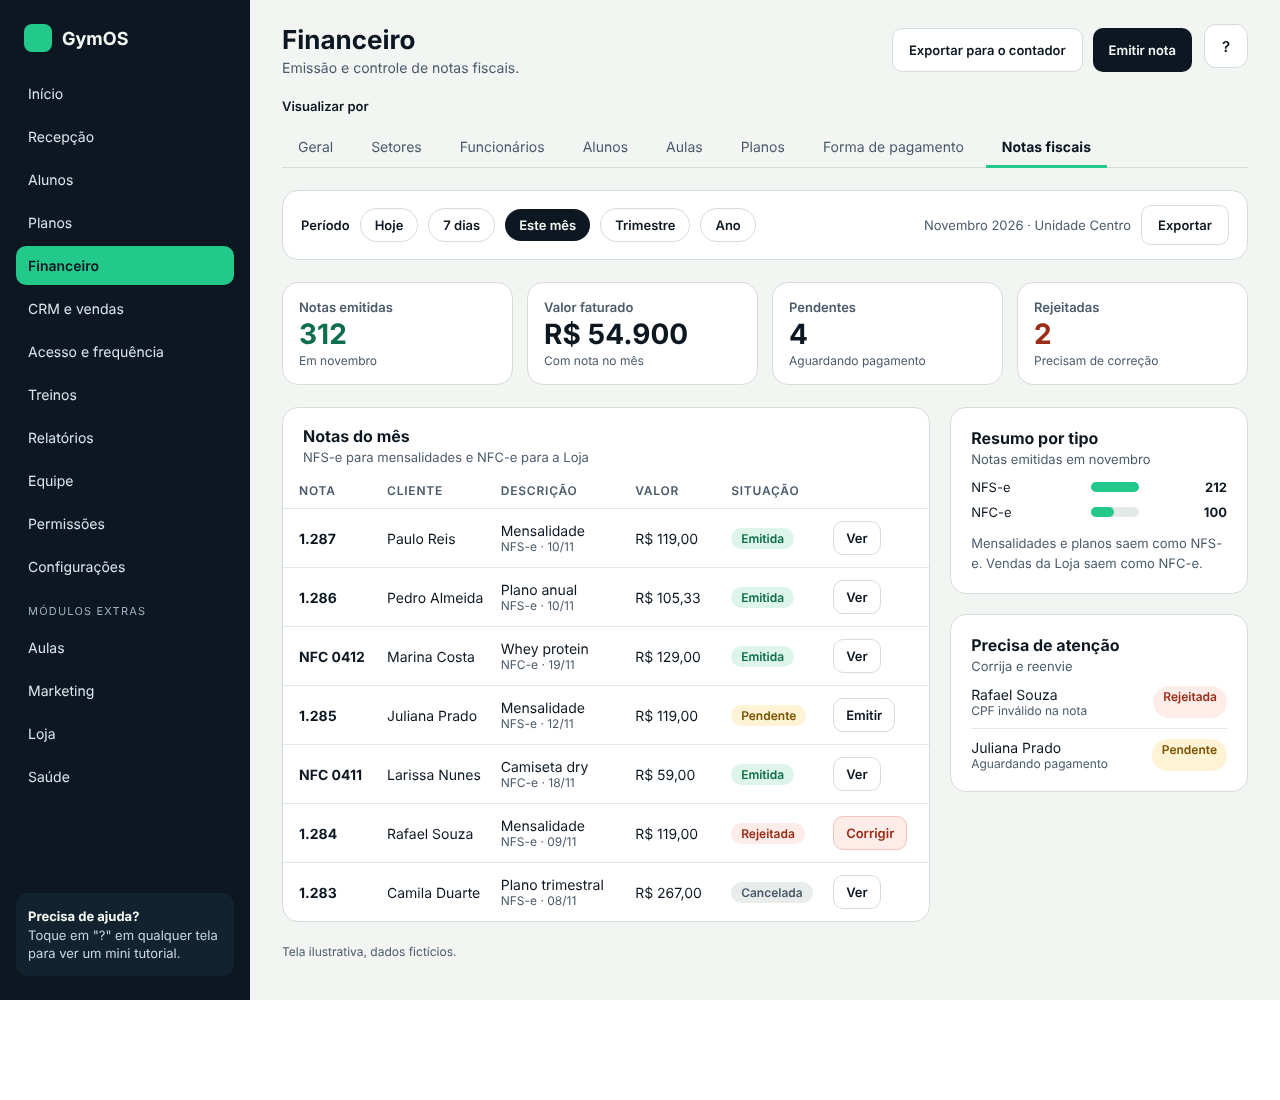 GymOS
Início
Recepção
Alunos
Planos
Financeiro
CRM e vendas
Acesso e frequência
Treinos
Relatórios
Equipe
Permissões
Configurações
MÓDULOS EXTRAS
Aulas
Marketing
Loja
Saúde
Precisa de ajuda?
Toque em "?" em qualquer tela
para ver um mini tutorial.
Financeiro
Emissão e controle de notas fiscais.
Exportar para o contador
Emitir nota
?
Visualizar por
Geral Setores Funcionários Alunos Aulas Planos Forma de pagamento Notas fiscais
Período Hoje 7 dias Este mês Trimestre Ano Novembro 2026 · Unidade Centro Exportar
Notas emitidas
312
Em novembro
Valor faturado
R$ 54.900
Com nota no mês
Pendentes
4
Aguardando pagamento
Rejeitadas
2
Precisam de correção
Notas do mês
NFS-e para mensalidades e NFC-e para a Loja
NOTA CLIENTE DESCRIÇÃO VALOR SITUAÇÃO
1.287 Paulo Reis Mensalidade R$ 119,00 Emitida Ver
NFS-e · 10/11
1.286 Pedro Almeida Plano anual R$ 105,33 Emitida Ver
NFS-e · 10/11
NFC 0412 Marina Costa Whey protein R$ 129,00 Emitida Ver
NFC-e · 19/11
1.285 Juliana Prado Mensalidade R$ 119,00 Pendente Emitir
NFS-e · 12/11
NFC 0411 Larissa Nunes Camiseta dry R$ 59,00 Emitida Ver
NFC-e · 18/11
1.284 Rafael Souza Mensalidade R$ 119,00 Rejeitada Corrigir
NFS-e · 09/11
1.283 Camila Duarte Plano trimestral R$ 267,00 Cancelada Ver
NFS-e · 08/11
Resumo por tipo
Notas emitidas em novembro
NFS-e 212
NFC-e 100
Mensalidades e planos saem como NFS-
e. Vendas da Loja saem como NFC-e.
Precisa de atenção
Corrija e reenvie
Rafael Souza Rejeitada
CPF inválido na nota
Juliana Prado Pendente
Aguardando pagamento
Tela ilustrativa, dados fictícios.